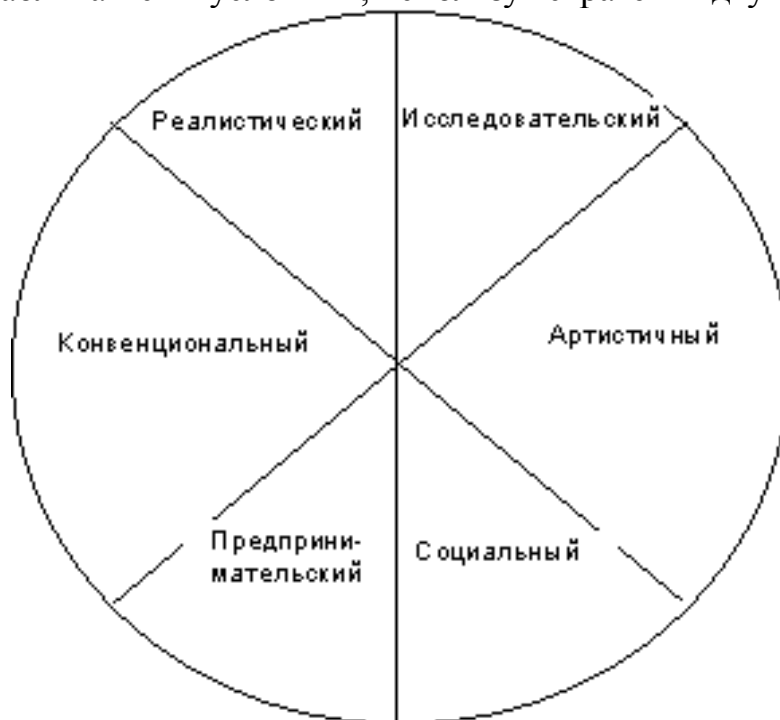 Реалистический
Исследовательский
Конвенциональный
Артистичный
Предприни-
мательский
Социальный